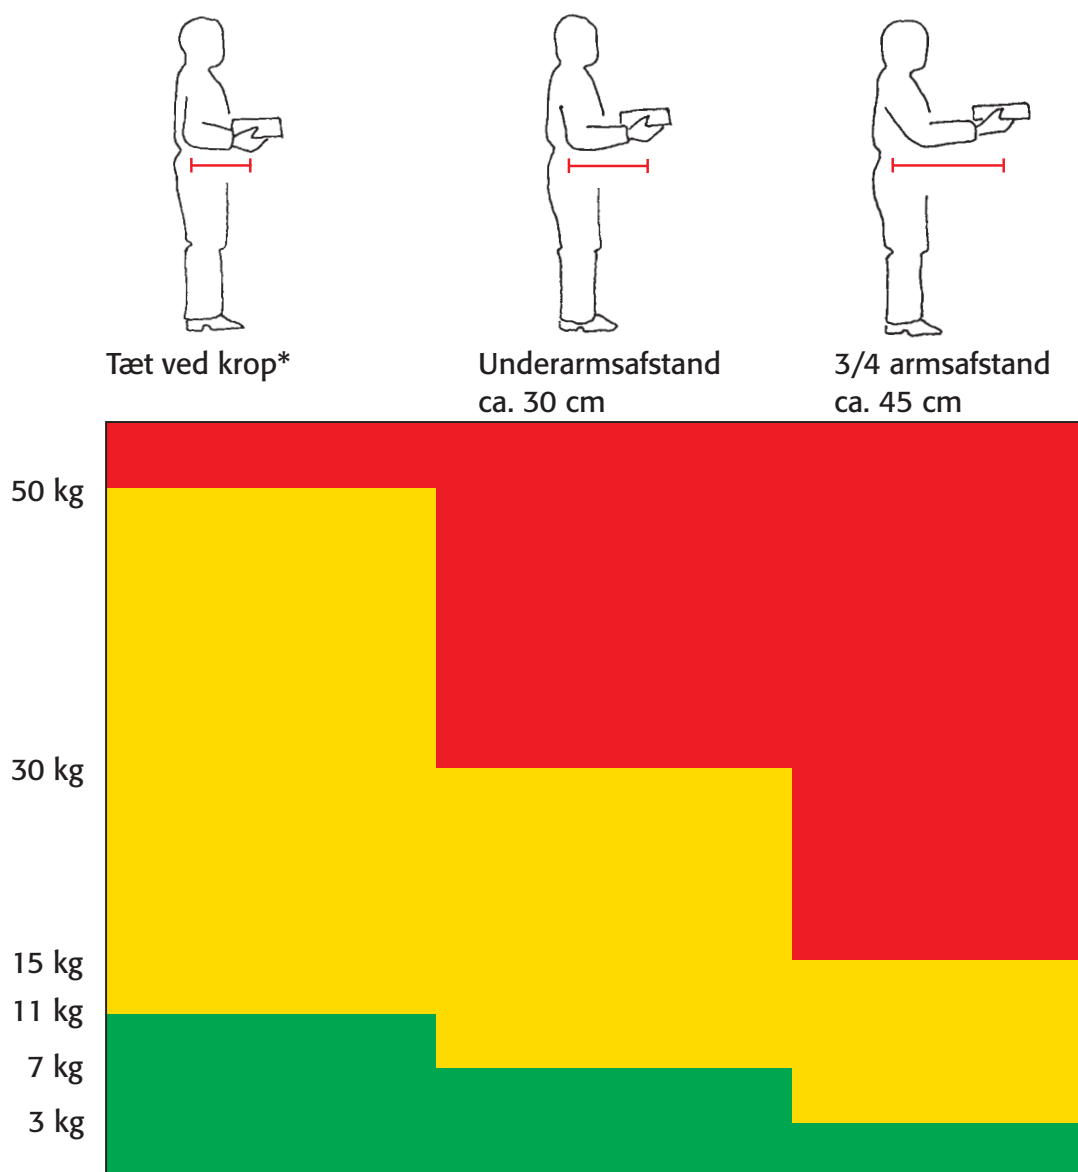 Tæt ved krop*
Underarmsafstand
ca. 30 cm
3/4 armsafstand
ca. 45 cm
50 kg
30 kg
15 kg
11 kg
7 kg
3 kg